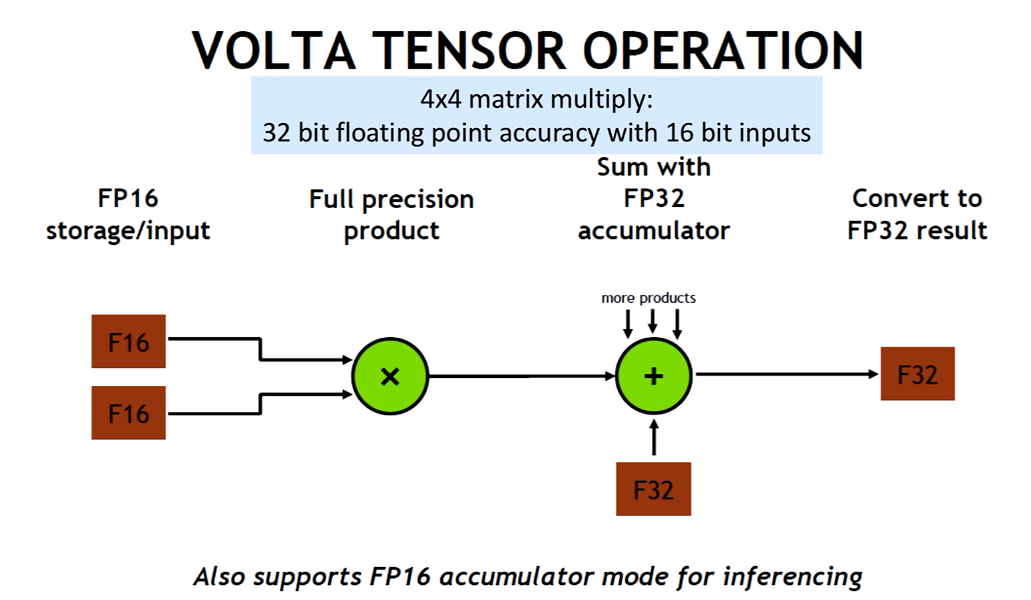 VOLTA TENSOR OPERATION
4x4 matrix multiply:
32 bit floating point accuracy with 16 bit inputs
FP16
storage/input
Full precision
product
Sum with
FP32
accumulator
Convert to
FP32 result
more products
F16
F16
×
+
F32
F32
Also supports FP16 accumulator mode for inferencing